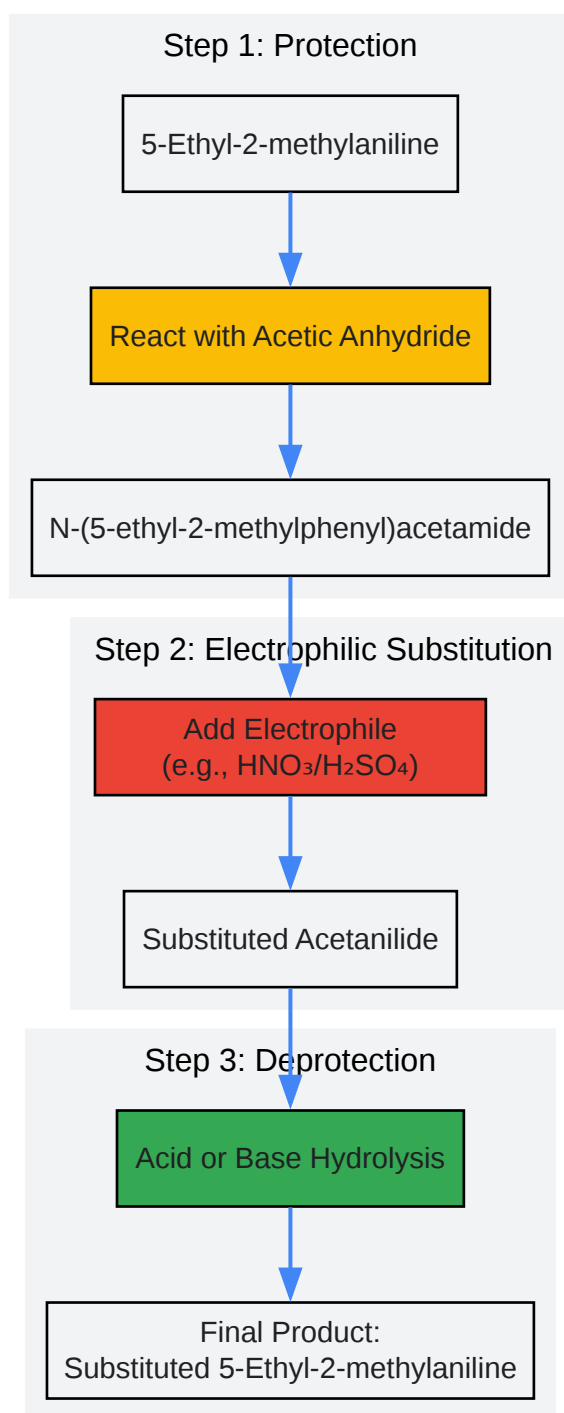 Step 1: Protection
5-Ethyl-2-methylaniline
React with Acetic Anhydride
N-(5-ethyl-2-methylphenyl)acetamide
Step 2: Electrophilic Substitution
Add Electrophile
(e.g., HNO₃/H₂SO₄)
Substituted Acetanilide
Step 3: Deprotection
Acid or Base Hydrolysis
Final Product:
Substituted 5-Ethyl-2-methylaniline